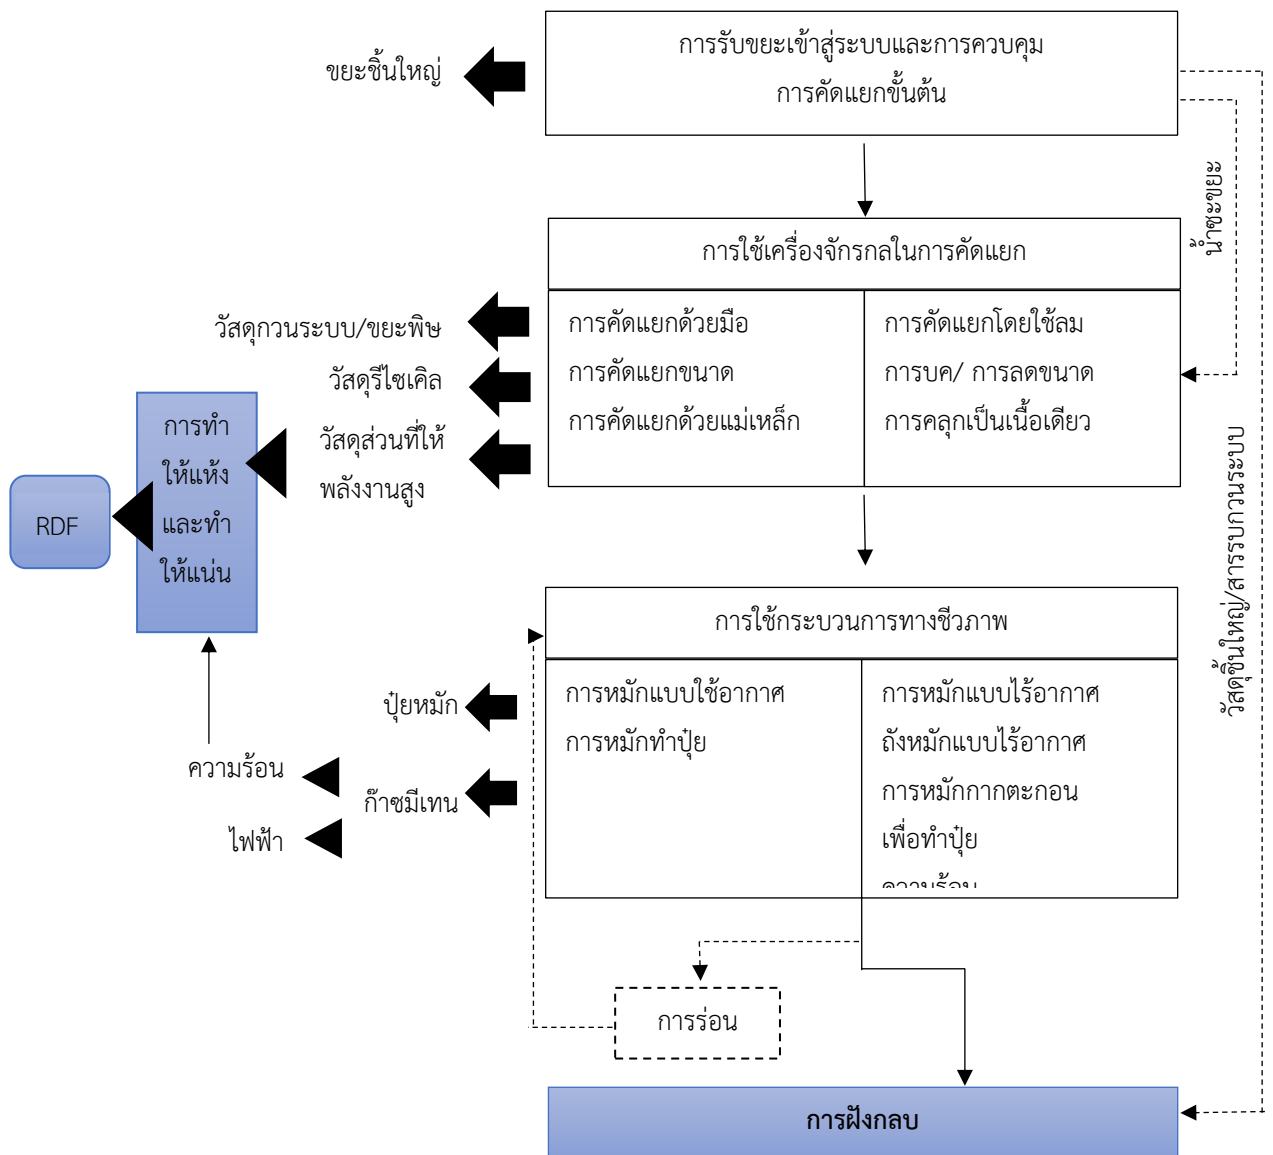 การรับขยะเข้าสู่ระบบและการควบคุม
การคัดแยกขั้นต้น
ขยะชิ้นใหญ่
น้ำชะขยะ
การใช้เครื่องจักรกลในการคัดแยก
การคัดแยกด้วยมือ
การคัดแยกขนาด
การคัดแยกด้วยแม่เหล็ก
การคัดแยกโดยใช้ลม
การบค/ การลดขนาด
การคลุกเป็นเนื้อเดียว
วัสดุกวนระบบ/ขยะพิษ
วัสดุรีไซเคิล
วัสดุส่วนที่ให้
พลังงานสูง
การทำ
ให้แห้ง
และทำ
ให้แน่น
RDF
วัสดุชิ้นใหญ่/สารรบกวนระบบ
การใช้กระบวนการทางชีวภาพ
การหมักแบบใช้อากาศ
การหมักทำปุ๋ย
การหมักแบบไร้อากาศ
ถังหมักแบบไร้อากาศ
การหมักกากตะกอน
เพื่อทำปุ๋ย
ความร้อน
ปุ๋ยหมัก
ก๊าซมีเทน
ความร้อน
ไฟฟ้า
การร่อน
การฝังกลบ